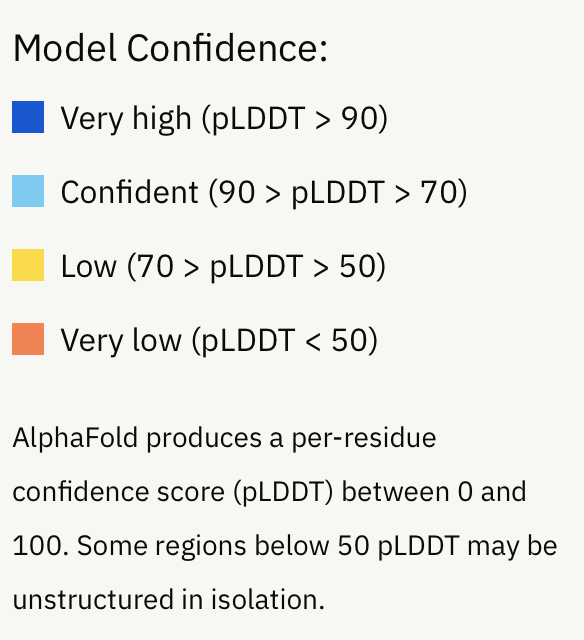 Model Confidence:
Very high (pLDDT > 90)
Confident (90 > pLDDT > 70)
Low (70 > pLDDT > 50)
Very low (pLDDT < 50)
AlphaFold produces a per-residue
confidence score (pLDDT) between 0 and
100. Some regions below 50 pLDDT may be
unstructured in isolation.